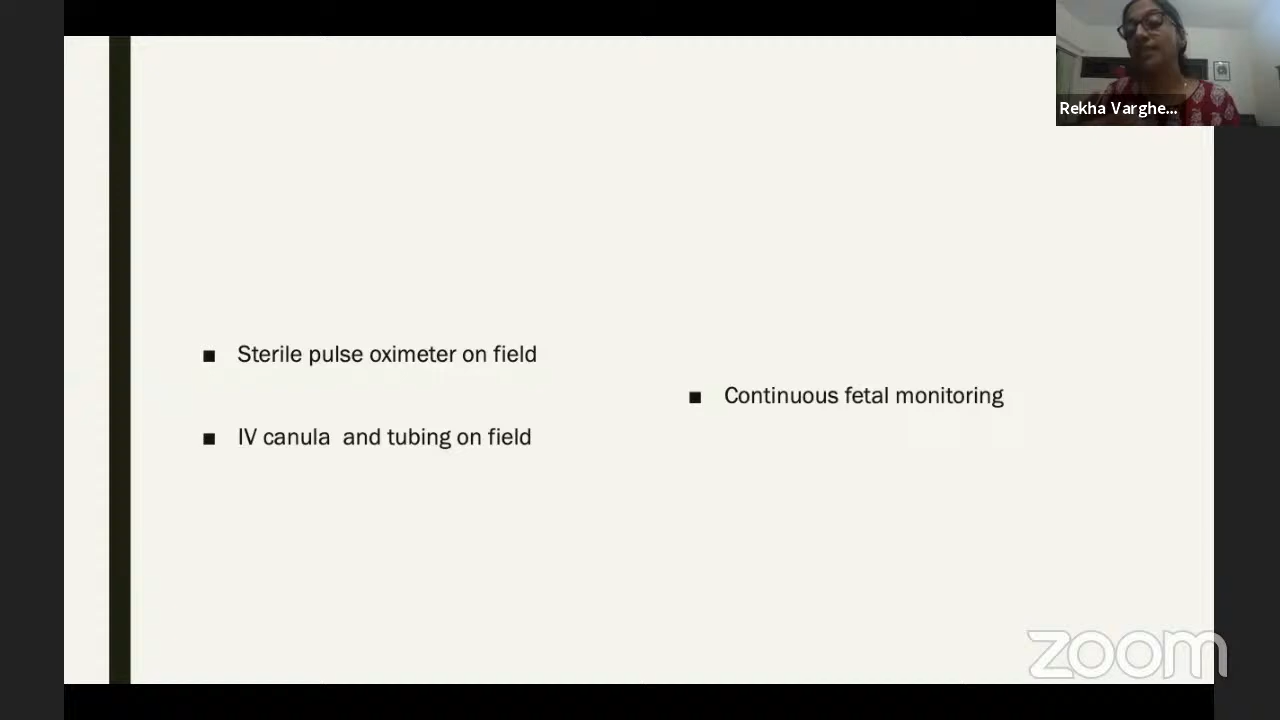 Rekha Varghe...
■ Sterile pulse oximeter on field
■ Continuous fetal monitoring
■ IV canula and tubing on field
zoom